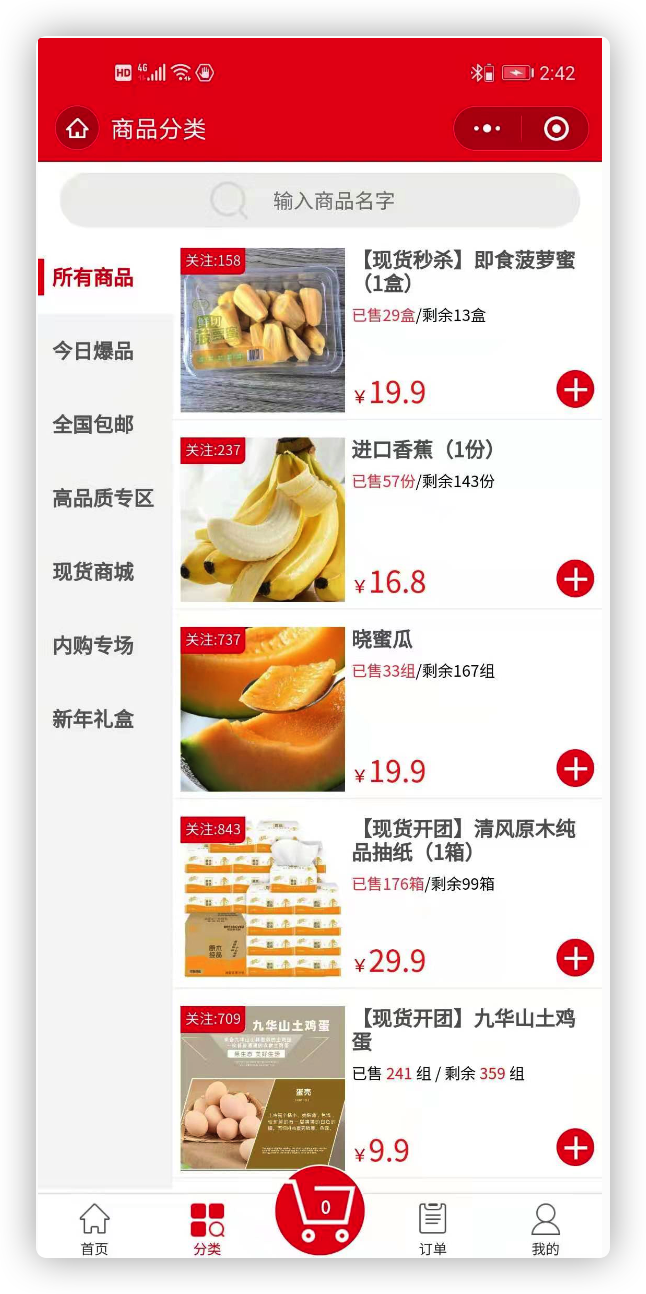 HD 4G 2:42
商品分类
输入商品名字
所有商品
今日爆品
全国包邮
高品质专区
现货商城
内购专场
新年礼盒
关注:158
【现货秒杀】即食菠萝蜜
（1盒）
已售29盒/剩余13盒
¥19.9
关注:237
进口香蕉（1份）
已售57份/剩余143份
¥16.8
关注:737
晓蜜瓜
已售33组/剩余167组
¥19.9
关注:843
【现货开团】清风原木纯
品抽纸（1箱）
已售176箱/剩余99箱
¥29.9
关注:709
九华山土鸡蛋
蛋壳
【现货开团】九华山土鸡
蛋
已售 241 组 / 剩余 359 组
¥9.9
首页
分类
0
订单
我的